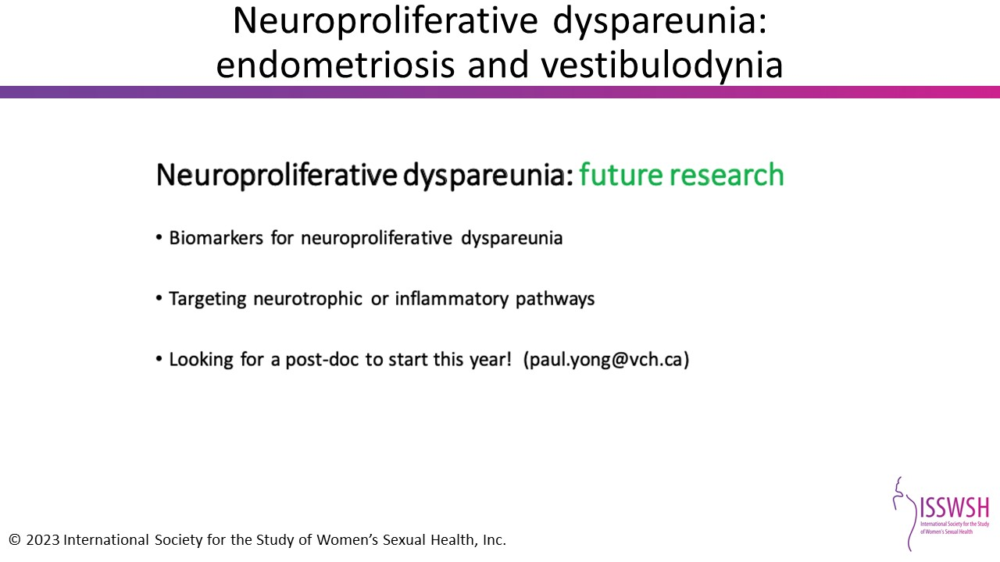 Neuroproliferative dyspareunia:
endometriosis and vestibulodynia
Neuroproliferative dyspareunia: future research
• Biomarkers for neuroproliferative dyspareunia
• Targeting neurotrophic or inflammatory pathways
• Looking for a post-doc to start this year! (paul.yong@vch.ca)
ISSWSH
International Society for the Study
of Women's Sexual Health
© 2023 International Society for the Study of Women’s Sexual Health, Inc.